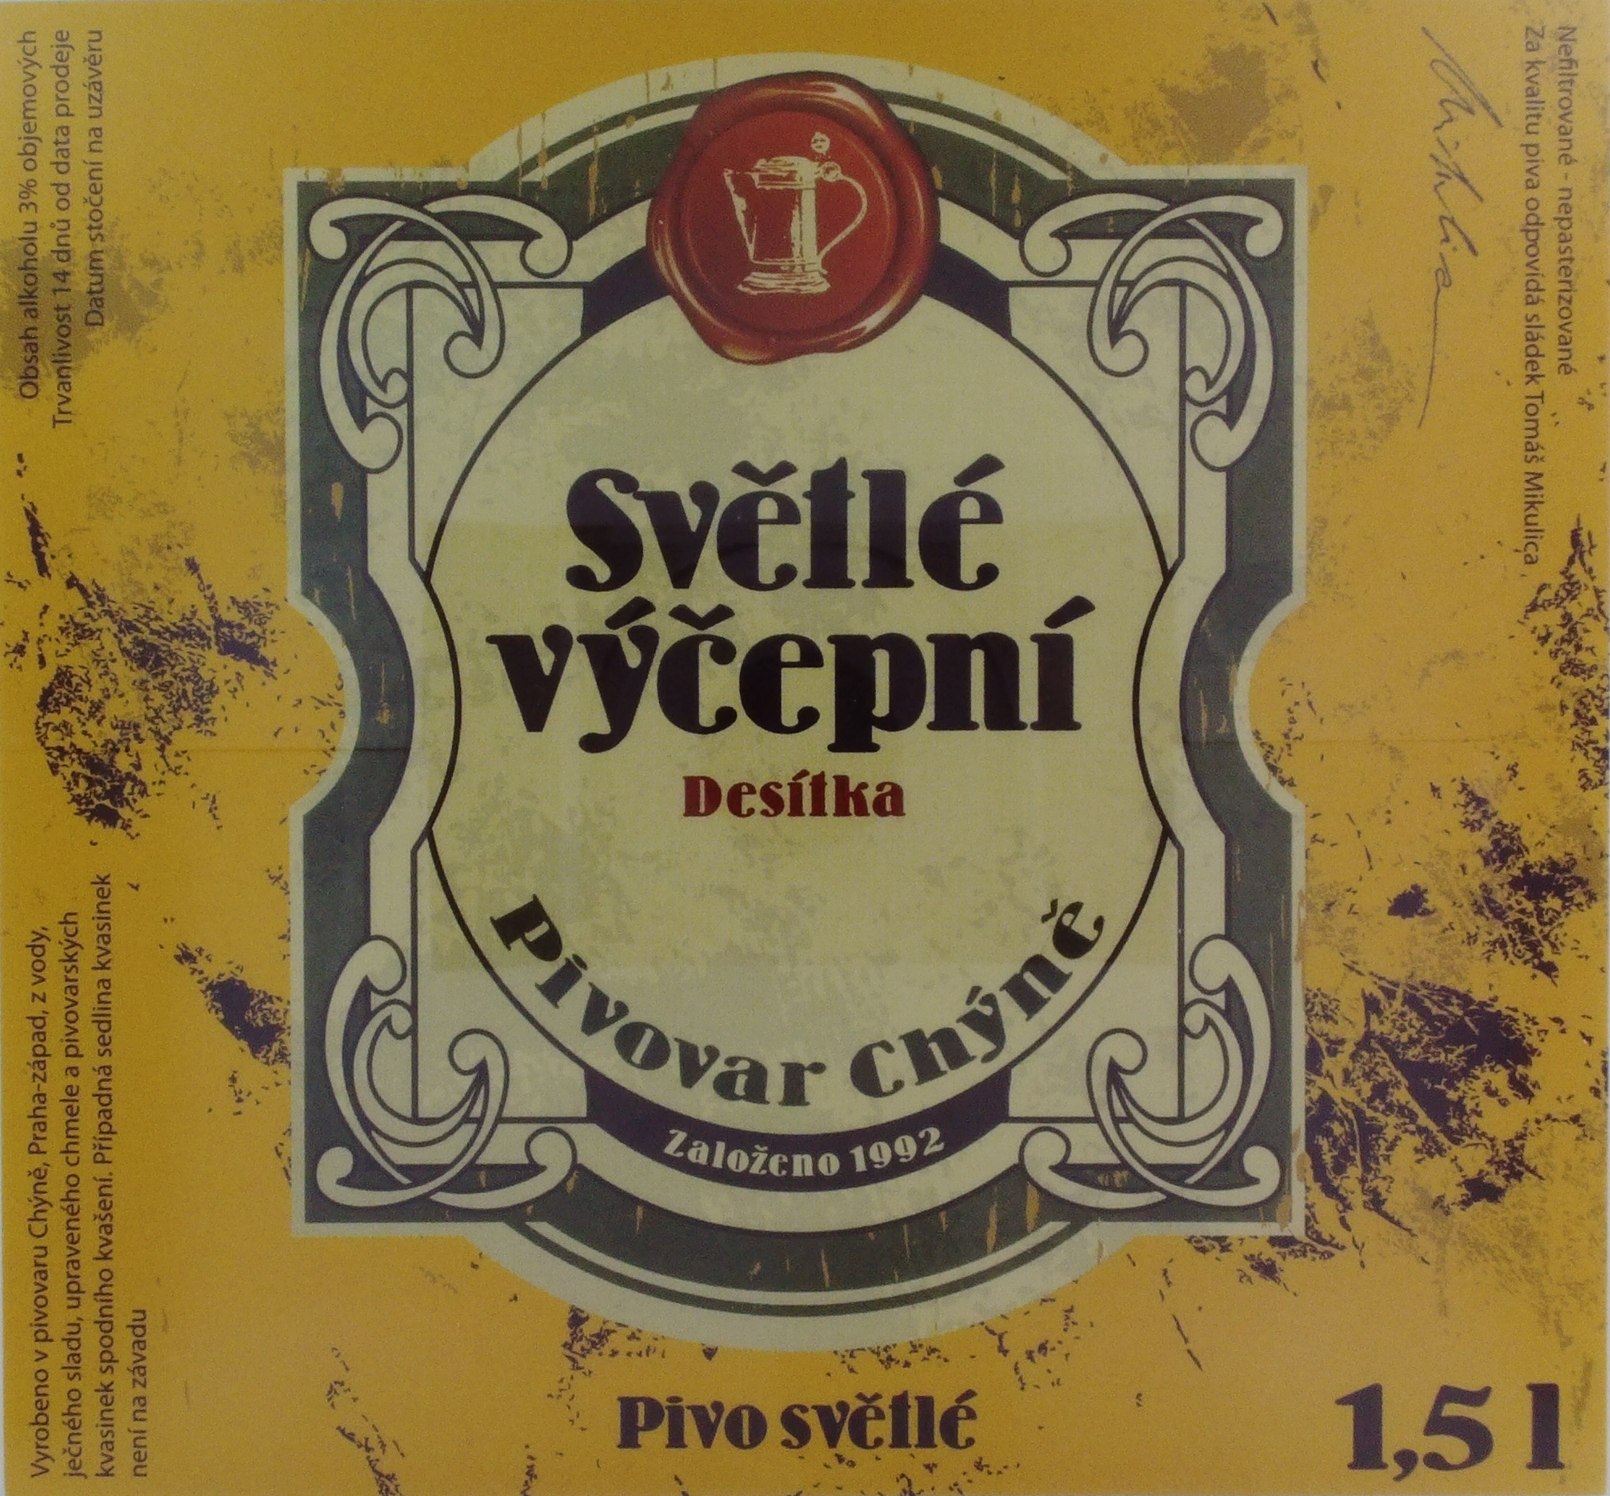 Obsah alkoholu 3% objemových
Trvanlivost 14 dnů od data prodeje
Datum stočení na uzávěru
Nefiltrované - nepasterizované
Za kvalitu piva odpovídá sládek Tomáš Mikulica
Světlé
výčepní
Desítka
Pivovar Chýně
Založeno 1992
Vyrobeno v pivovaru Chýně, Praha-západ, z vody,
ječného sladu, upraveného chmele a pivovarských
kvasinek spodního kvašení. Případná sedlina kvasinek
není na závadu
Pivo světlé
1,5 l